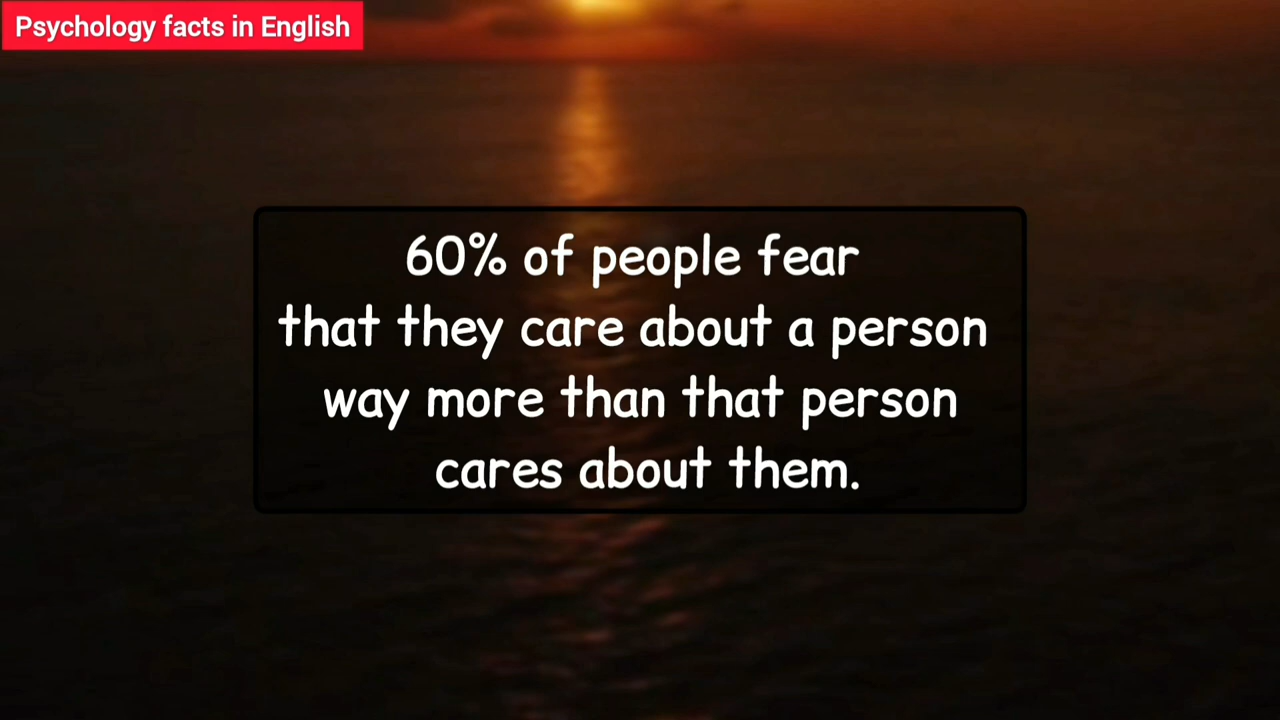 Psychology facts in English
60% of people fear
that they care about a person
way more than that person
cares about them.